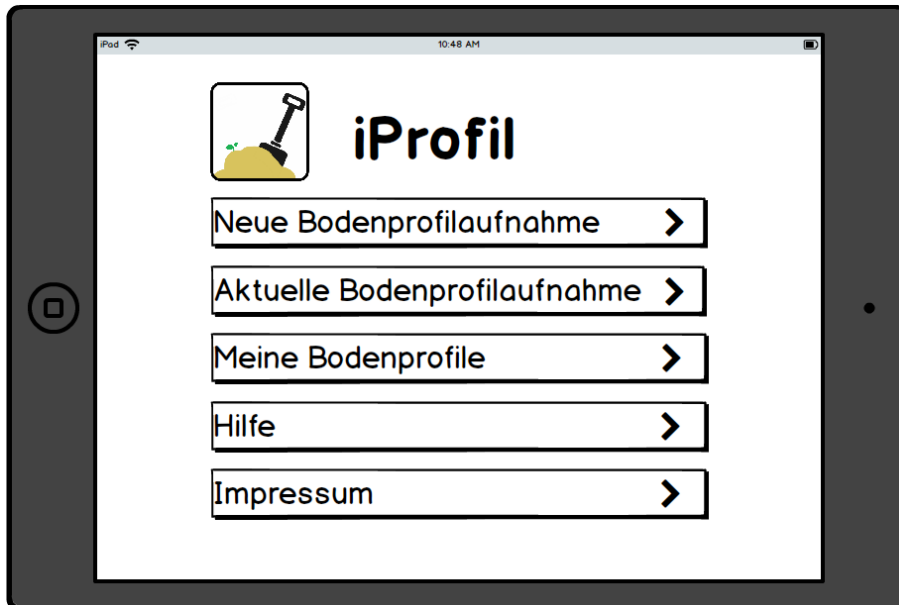 iPad
10:48 AM
iProfil
Neue Bodenprofilaufnahme
Aktuelle Bodenprofilaufnahme
Meine Bodenprofile
Hilfe
Impressum